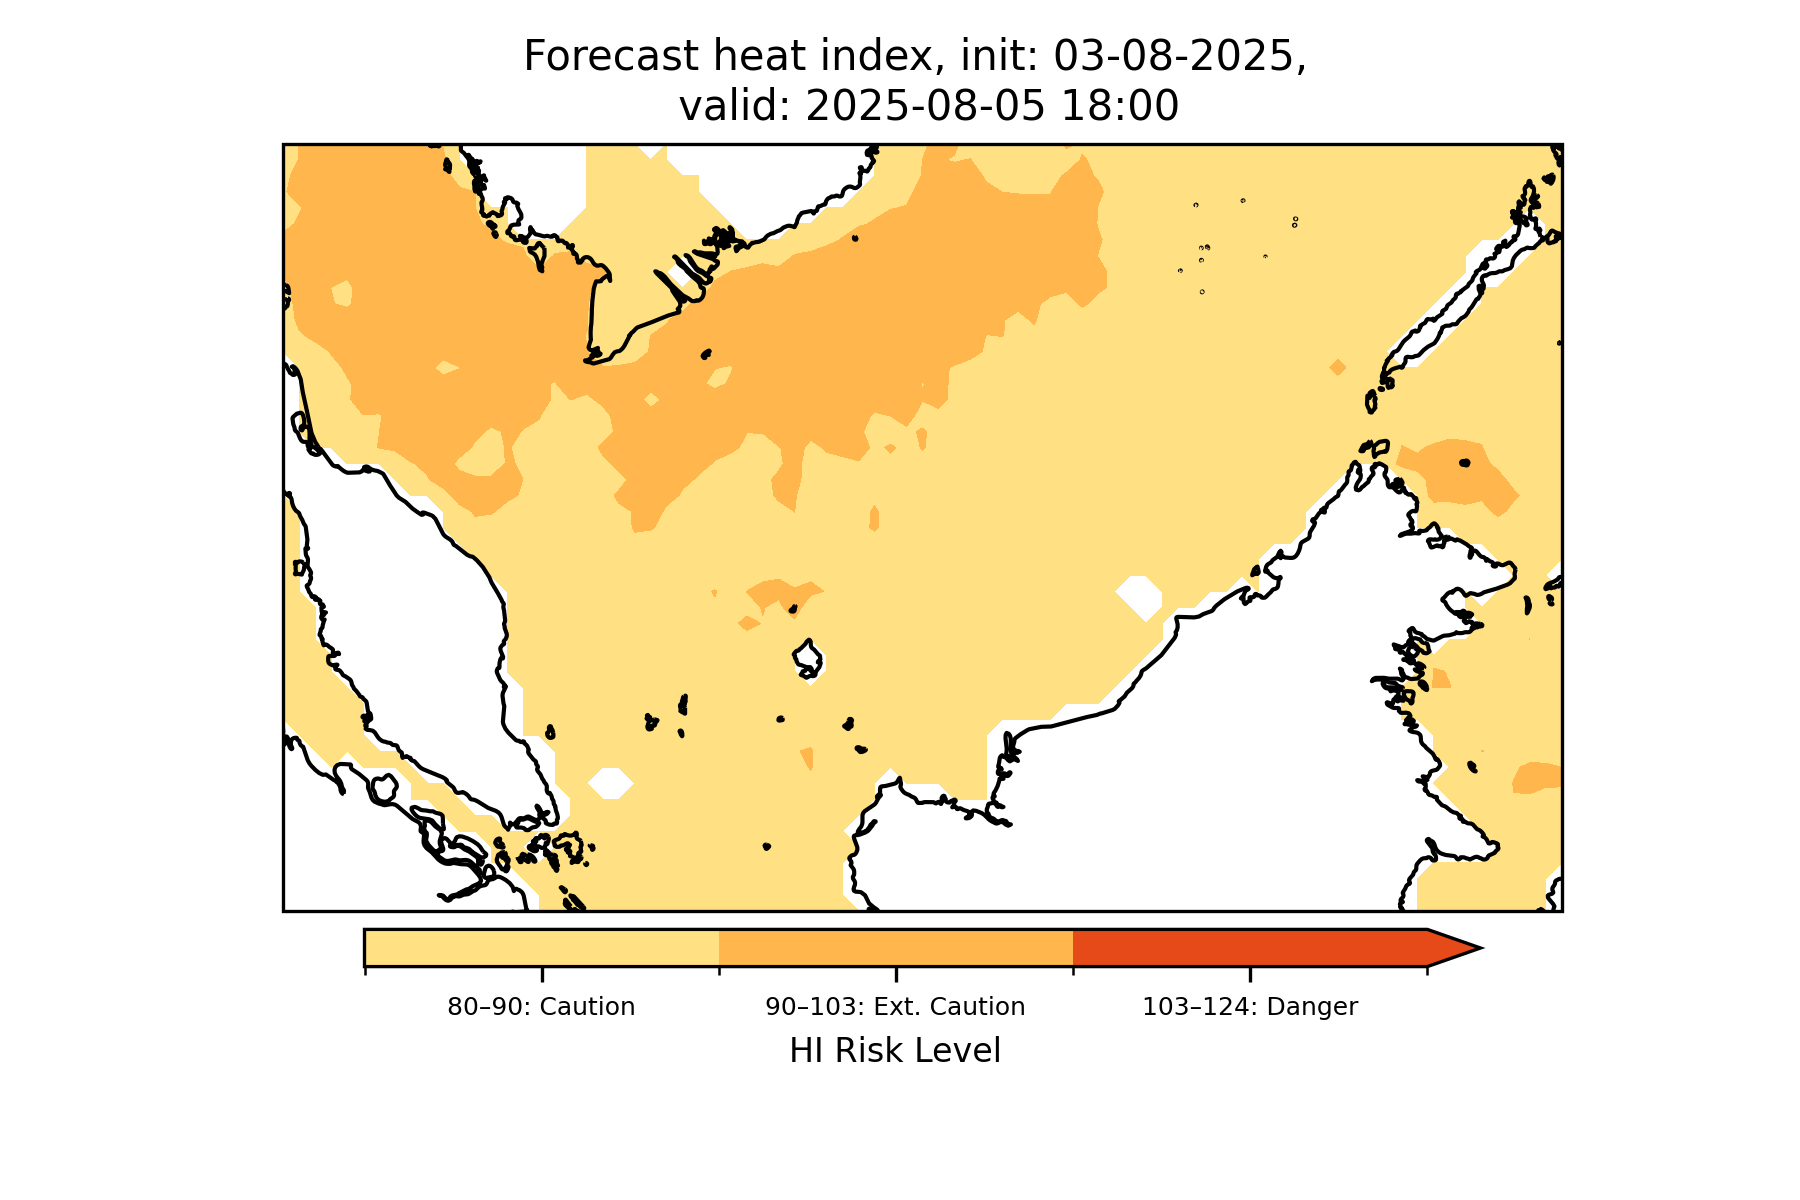 Forecast heat index, init: 03-08-2025,
valid: 2025-08-05 18:00
80–90: Caution
90–103: Ext. Caution
103–124: Danger
HI Risk Level